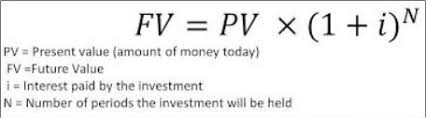 FV = PV × (1 + i)^N
PV = Present value (amount of money today)
FV =Future Value
i = Interest paid by the investment
N = Number of periods the investment will be held